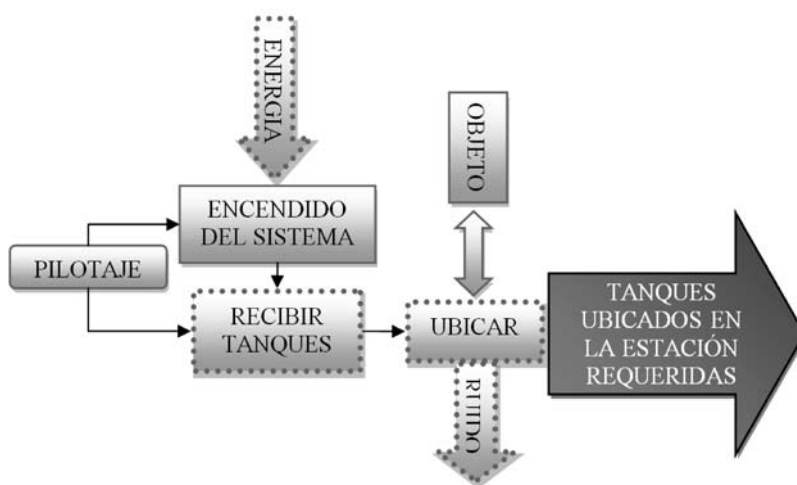 ENERGIA
OBJETO
ENCENDIDO
DEL SISTEMA
PILOTAJE
RECIBIR
TANQUES
UBICAR
TANQUES
UBICADOS EN
LA ESTACIÓN
REQUERIDAS
RUIDO